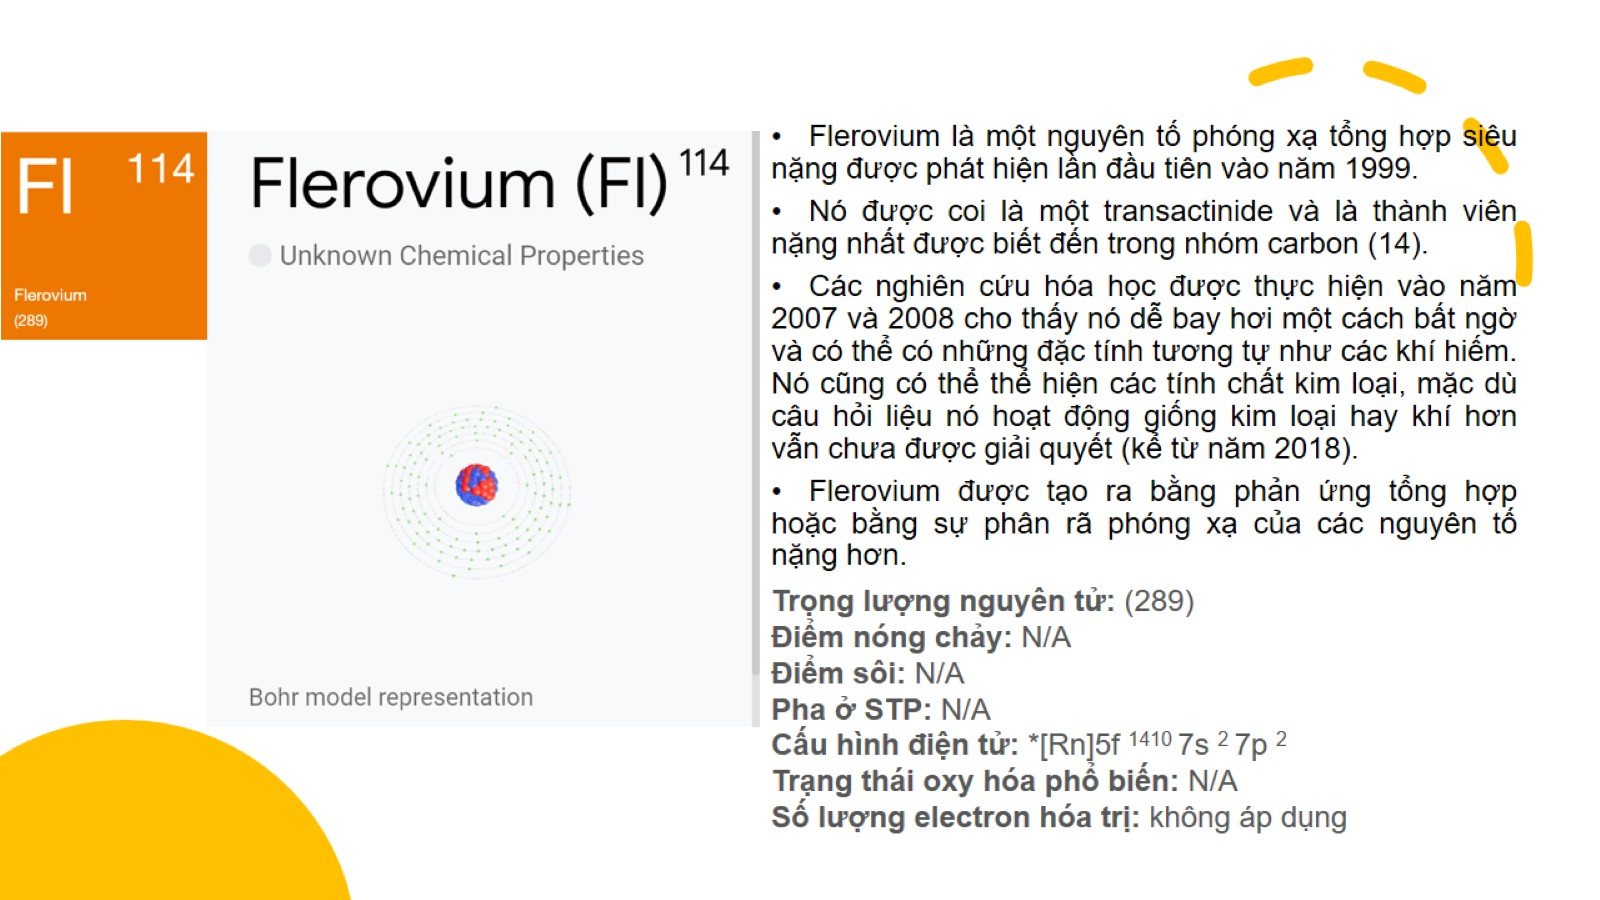 Fl 114
Flerovium
(289)
Flerovium (Fl) 114
Unknown Chemical Properties
Bohr model representation
• Flerovium là một nguyên tố phóng xạ tổng hợp siêu
nặng được phát hiện lần đầu tiên vào năm 1999.
• Nó được coi là một transactinide và là thành viên
nặng nhất được biết đến trong nhóm carbon (14).
• Các nghiên cứu hóa học được thực hiện vào năm
2007 và 2008 cho thấy nó dễ bay hơi một cách bất ngờ
và có thể có những đặc tính tương tự như các khí hiếm.
Nó cũng có thể thể hiện các tính chất kim loại, mặc dù
câu hỏi liệu nó hoạt động giống kim loại hay khí hơn
vẫn chưa được giải quyết (kể từ năm 2018).
• Flerovium được tạo ra bằng phản ứng tổng hợp
hoặc bằng sự phân rã phóng xạ của các nguyên tố
nặng hơn.
Trọng lượng nguyên tử: (289)
Điểm nóng chảy: N/A
Điểm sôi: N/A
Pha ở STP: N/A
Cấu hình điện tử: *[Rn]5f 1410 7s 2 7p 2
Trạng thái oxy hóa phổ biến: N/A
Số lượng electron hóa trị: không áp dụng